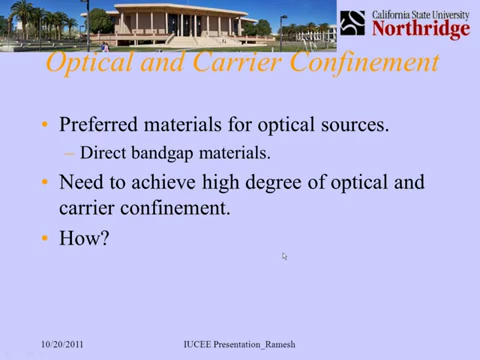 California State University
Northridge
Optical and Carrier Confinement
• Preferred materials for optical sources.
– Direct bandgap materials.
• Need to achieve high degree of optical and
carrier confinement.
• How?
10/20/2011 IUCEE Presentation_Ramesh